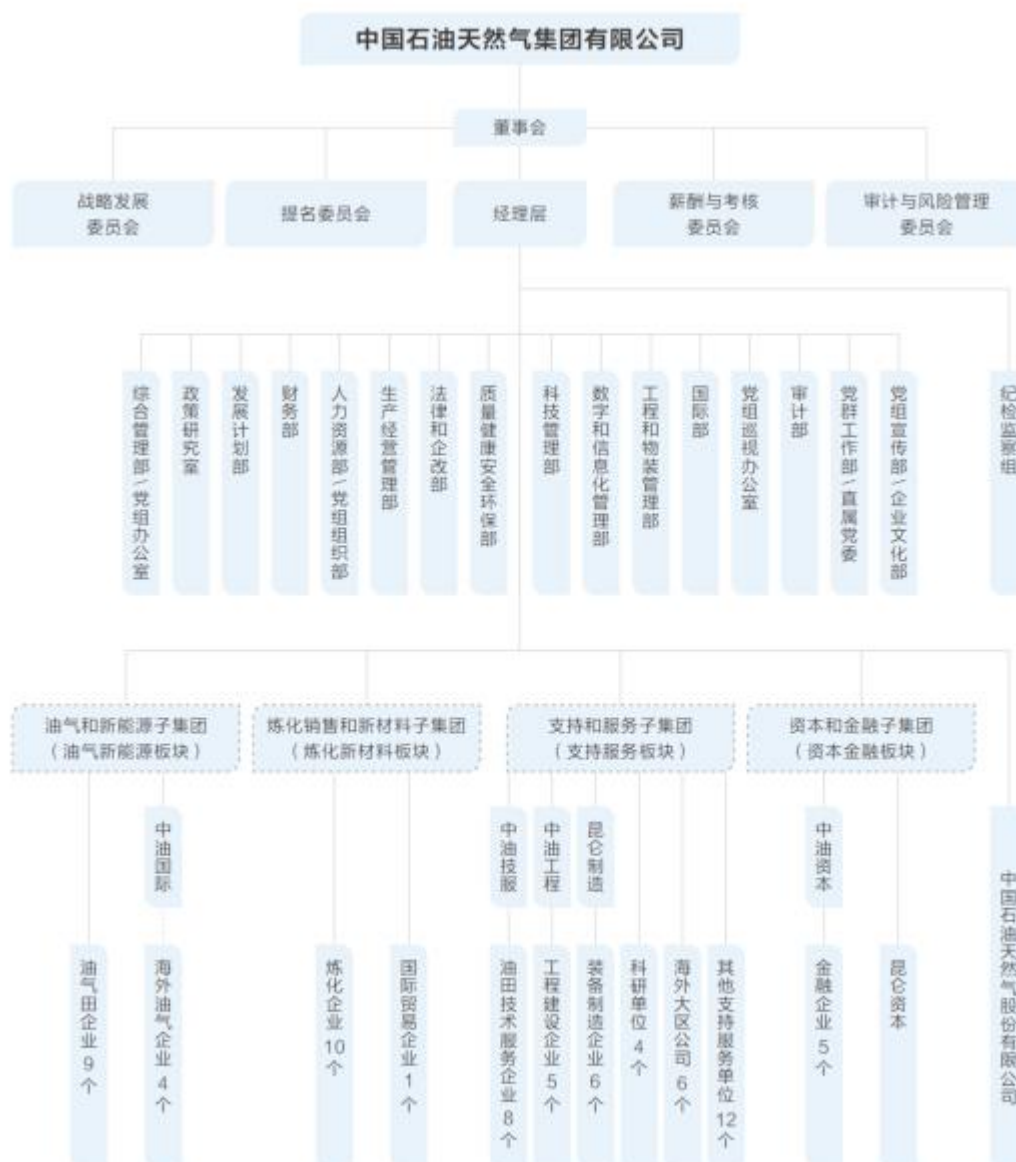 中国石油天然气集团有限公司
董事会
战略发展
委员会
提名委员会
经理层
薪酬与考核
委员会
审计与风险管理
委员会
综合管理部/党组办公室
政策研究室
发展计划部
财务部
人力资源部/党组组织部
生产经营管理部
法律和企改部
质量健康安全环保部
科技管理部
数字和信息化管理部
工程和物装管理部
国际部
党组巡视办公室
审计部
党群工作部/直属党委
党组宣传部/企业文化部
纪检监察组
油气和新能源子集团
（油气新能源板块）
炼化销售和新材料子集团
（炼化新材料板块）
支持和服务子集团
（支持服务板块）
资本和金融子集团
（资本金融板块）
中油国际
中油技服
中油工程
昆仑制造
中油资本
中国石油天然气股份有限公司
油气田企业9个
海外油气企业4个
炼化企业10个
国际贸易企业1个
油田技术服务企业8个
工程建设企业5个
装备制造企业6个
科研单位4个
海外大区公司6个
其他支持服务单位12个
金融企业5个
昆仑资本